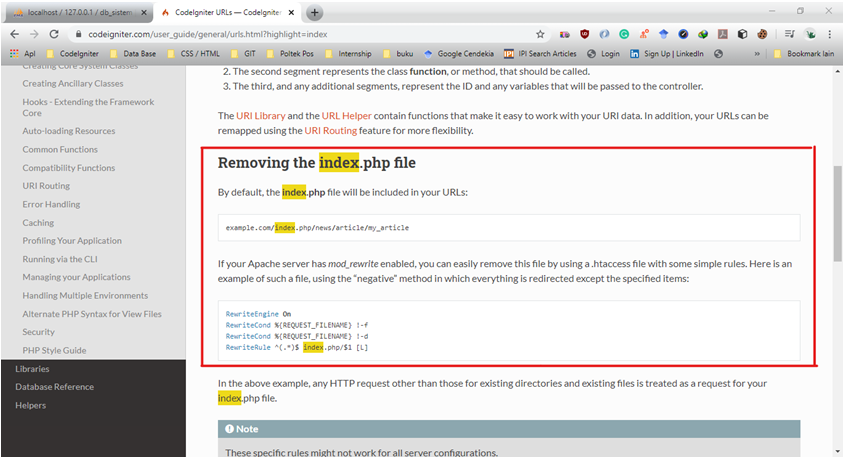 localhost / 127.0.0.1 / db_sistem
CodeIgniter URLs — CodeIgniter
codeigniter.com/user_guide/general/urls.html?highlight=index
Apl
CodeIgniter
Data Base
CSS / HTML
GIT
Poltek Pos
Internship
buku
Google Cendekia
IPI Search Articles
Login
Sign Up | LinkedIn
»
Bookmark lain
Creating Core System Classes
Creating Ancillary Classes
Hooks - Extending the Framework
Core
Auto-loading Resources
Common Functions
Compatibility Functions
URI Routing
Error Handling
Caching
Profiling Your Application
Running via the CLI
Managing your Applications
Handling Multiple Environments
Alternate PHP Syntax for View Files
Security
PHP Style Guide
Libraries
Database Reference
Helpers
2. The second segment represents the class function, or method, that should be called.
3. The third, and any additional segments, represent the ID and any variables that will be passed to the controller.
The URI Library and the URL Helper contain functions that make it easy to work with your URI data. In addition, your URLs can be
remapped using the URI Routing feature for more flexibility.
Removing the index.php file
By default, the index.php file will be included in your URLs:
example.com/index.php/news/article/my_article
If your Apache server has mod_rewrite enabled, you can easily remove this file by using a .htaccess file with some simple rules. Here is an
example of such a file, using the “negative” method in which everything is redirected except the specified items:
RewriteEngine On
RewriteCond %{REQUEST_FILENAME} !-f
RewriteCond %{REQUEST_FILENAME} !-d
RewriteRule ^(.*)$ index.php/$1 [L]
In the above example, any HTTP request other than those for existing directories and existing files is treated as a request for your
index.php file.
Note
These specific rules might not work for all server configurations.